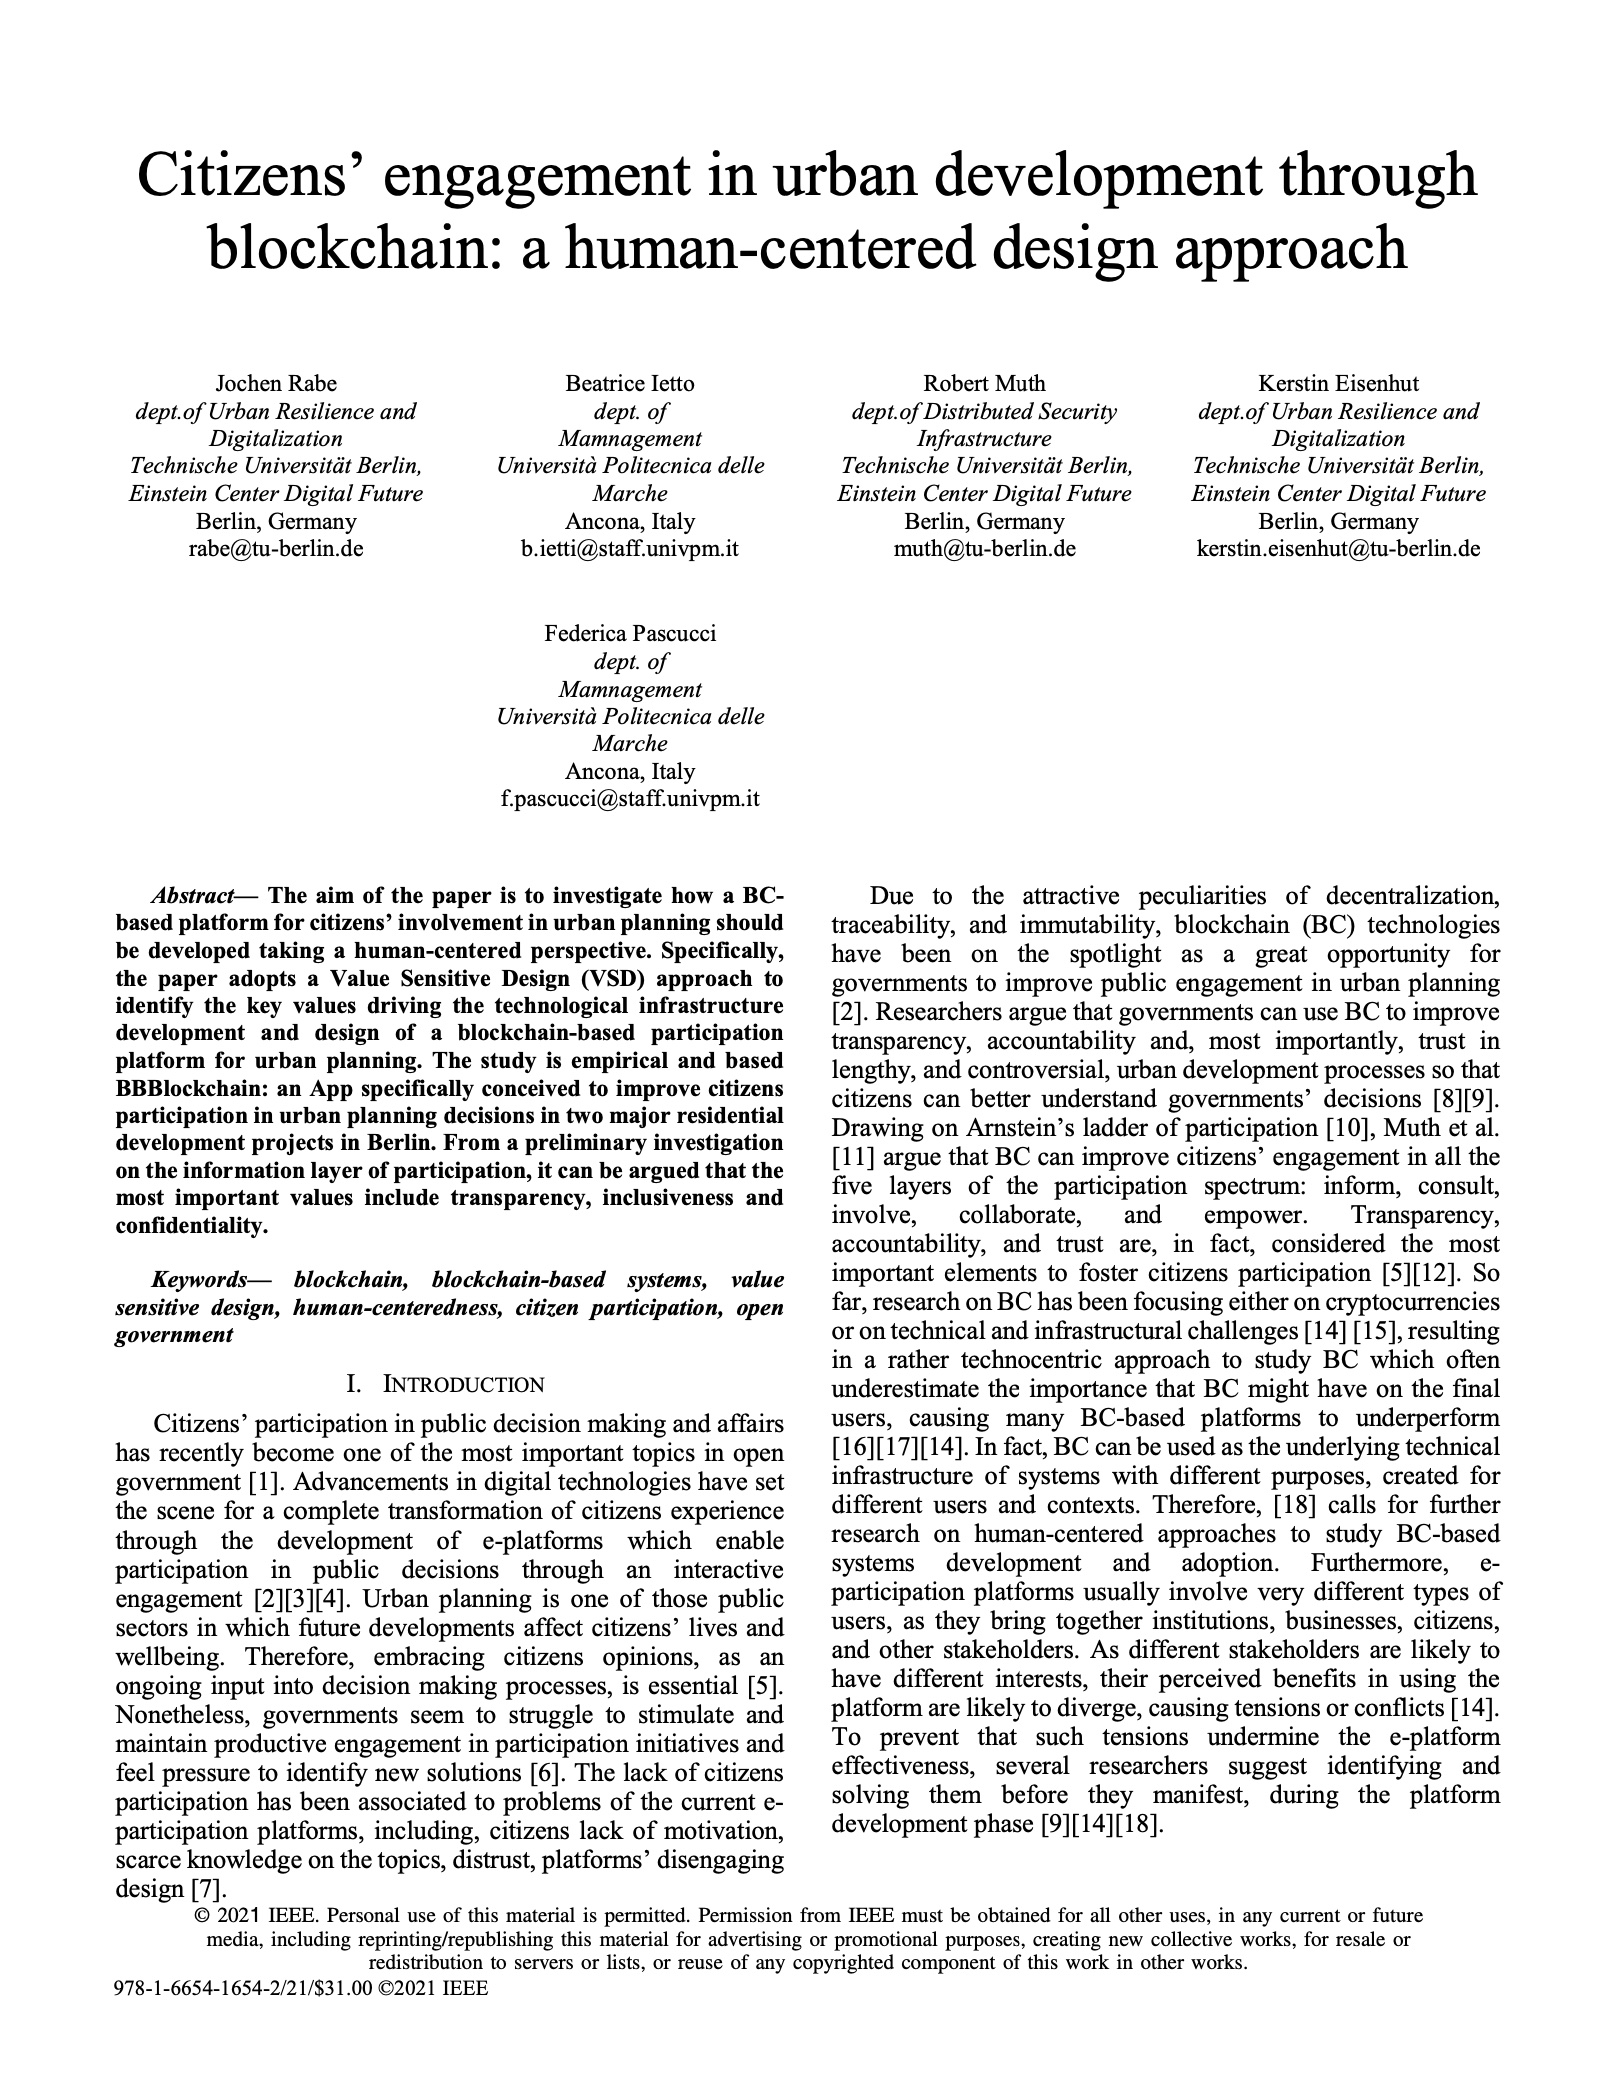 Citizens’ engagement in urban development through
blockchain: a human-centered design approach
Jochen Rabe
dept.of Urban Resilience and
Digitalization
Technische Universität Berlin,
Einstein Center Digital Future
Berlin, Germany
rabe@tu-berlin.de
Beatrice Ietto
dept. of
Mamnagement
Università Politecnica delle
Marche
Ancona, Italy
b.ietti@staff.univpm.it
Robert Muth
dept.of Distributed Security
Infrastructure
Technische Universität Berlin,
Einstein Center Digital Future
Berlin, Germany
muth@tu-berlin.de
Kerstin Eisenhut
dept.of Urban Resilience and
Digitalization
Technische Universität Berlin,
Einstein Center Digital Future
Berlin, Germany
kerstin.eisenhut@tu-berlin.de
Federica Pascucci
dept. of
Mamnagement
Università Politecnica delle
Marche
Ancona, Italy
f.pascucci@staff.univpm.it
Abstract— The aim of the paper is to investigate how a BC-
based platform for citizens’ involvement in urban planning should
be developed taking a human-centered perspective. Specifically,
the paper adopts a Value Sensitive Design (VSD) approach to
identify the key values driving the technological infrastructure
development and design of a blockchain-based participation
platform for urban planning. The study is empirical and based
BBBlockchain: an App specifically conceived to improve citizens
participation in urban planning decisions in two major residential
development projects in Berlin. From a preliminary investigation
on the information layer of participation, it can be argued that the
most important values include transparency, inclusiveness and
confidentiality.
Keywords— blockchain, blockchain-based systems, value
sensitive design, human-centeredness, citizen participation, open
government
I. INTRODUCTION
Citizens’ participation in public decision making and affairs
has recently become one of the most important topics in open
government [1]. Advancements in digital technologies have set
the scene for a complete transformation of citizens experience
through the development of e-platforms which enable
participation in public decisions through an interactive
engagement [2][3][4]. Urban planning is one of those public
sectors in which future developments affect citizens’ lives and
wellbeing. Therefore, embracing citizens opinions, as an
ongoing input into decision making processes, is essential [5].
Nonetheless, governments seem to struggle to stimulate and
maintain productive engagement in participation initiatives and
feel pressure to identify new solutions [6]. The lack of citizens
participation has been associated to problems of the current e-
participation platforms, including, citizens lack of motivation,
scarce knowledge on the topics, distrust, platforms’ disengaging
design [7].
Due to the attractive peculiarities of decentralization,
traceability, and immutability, blockchain (BC) technologies
have been on the spotlight as a great opportunity for
governments to improve public engagement in urban planning
[2]. Researchers argue that governments can use BC to improve
transparency, accountability and, most importantly, trust in
lengthy, and controversial, urban development processes so that
citizens can better understand governments’ decisions [8][9].
Drawing on Arnstein’s ladder of participation [10], Muth et al.
[11] argue that BC can improve citizens’ engagement in all the
five layers of the participation spectrum: inform, consult,
involve, collaborate, and empower. Transparency,
accountability, and trust are, in fact, considered the most
important elements to foster citizens participation [5][12]. So
far, research on BC has been focusing either on cryptocurrencies
or on technical and infrastructural challenges [14] [15], resulting
in a rather technocentric approach to study BC which often
underestimate the importance that BC might have on the final
users, causing many BC-based platforms to underperform
[16][17][14]. In fact, BC can be used as the underlying technical
infrastructure of systems with different purposes, created for
different users and contexts. Therefore, [18] calls for further
research on human-centered approaches to study BC-based
systems development and adoption. Furthermore, e-
participation platforms usually involve very different types of
users, as they bring together institutions, businesses, citizens,
and other stakeholders. As different stakeholders are likely to
have different interests, their perceived benefits in using the
platform are likely to diverge, causing tensions or conflicts [14].
To prevent that such tensions undermine the e-platform
effectiveness, several researchers suggest identifying and
solving them before they manifest, during the platform
development phase [9][14][18].
© 2021 IEEE. Personal use of this material is permitted. Permission from IEEE must be obtained for all other uses, in any current or future
media, including reprinting/republishing this material for advertising or promotional purposes, creating new collective works, for resale or
redistribution to servers or lists, or reuse of any copyrighted component of this work in other works.
978-1-6654-1654-2/21/$31.00 ©2021 IEEE